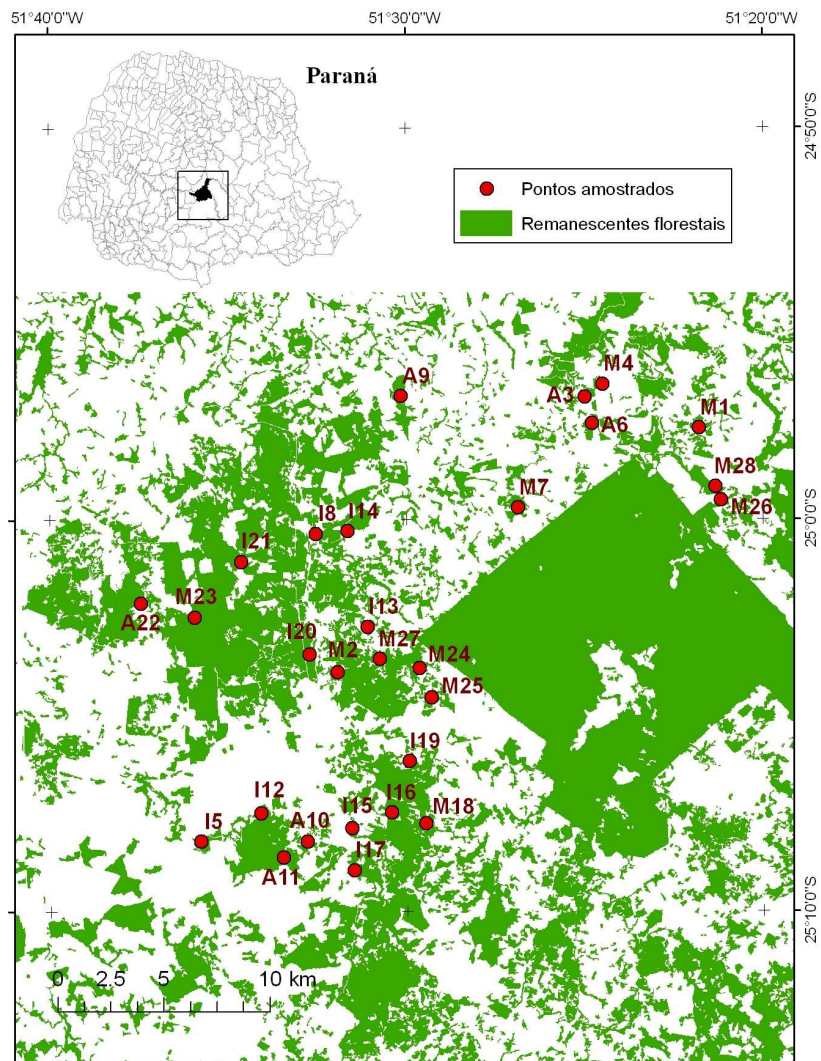 51°40'0"W 51°30'0"W 51°20'0"W
Paraná
24°50'0"S
Pontos amostrados
Remanescentes florestais
A9
M4
A3
A6
M1
M28
M26
M7
25°0'0"S
I8
I14
I21
M23
A22
I13
I20
M2
M27
M24
M25
I19
I12
I5
A10
I15
I16
M18
A11
I17
25°10'0"S
0 2.5 5 10 km